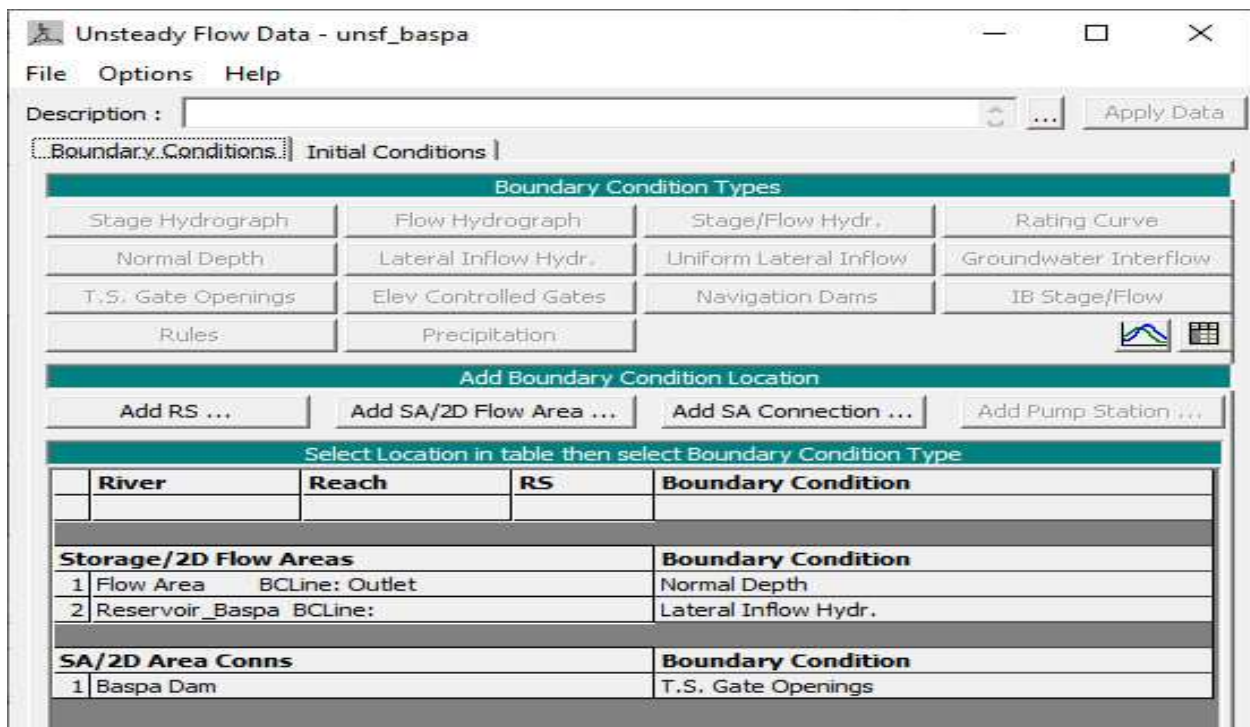 Unsteady Flow Data - unsf_baspa
File Options Help
Description : ... Apply Data
Boundary Conditions Initial Conditions
Boundary Condition Types
Stage Hydrograph Flow Hydrograph Stage/Flow Hydr. Rating Curve
Normal Depth Lateral Inflow Hydr. Uniform Lateral Inflow Groundwater Interflow
T.S. Gate Openings Elev Controlled Gates Navigation Dams IB Stage/Flow
Rules Precipitation
Add Boundary Condition Location
Add RS ... Add SA/2D Flow Area ... Add SA Connection ... Add Pump Station ...
Select Location in table then select Boundary Condition Type
River Reach RS Boundary Condition
Storage/2D Flow Areas Boundary Condition
1 Flow Area BCLine: Outlet Normal Depth
2 Reservoir_Baspa BCLine: Lateral Inflow Hydr.
SA/2D Area Conns Boundary Condition
1 Baspa Dam T.S. Gate Openings